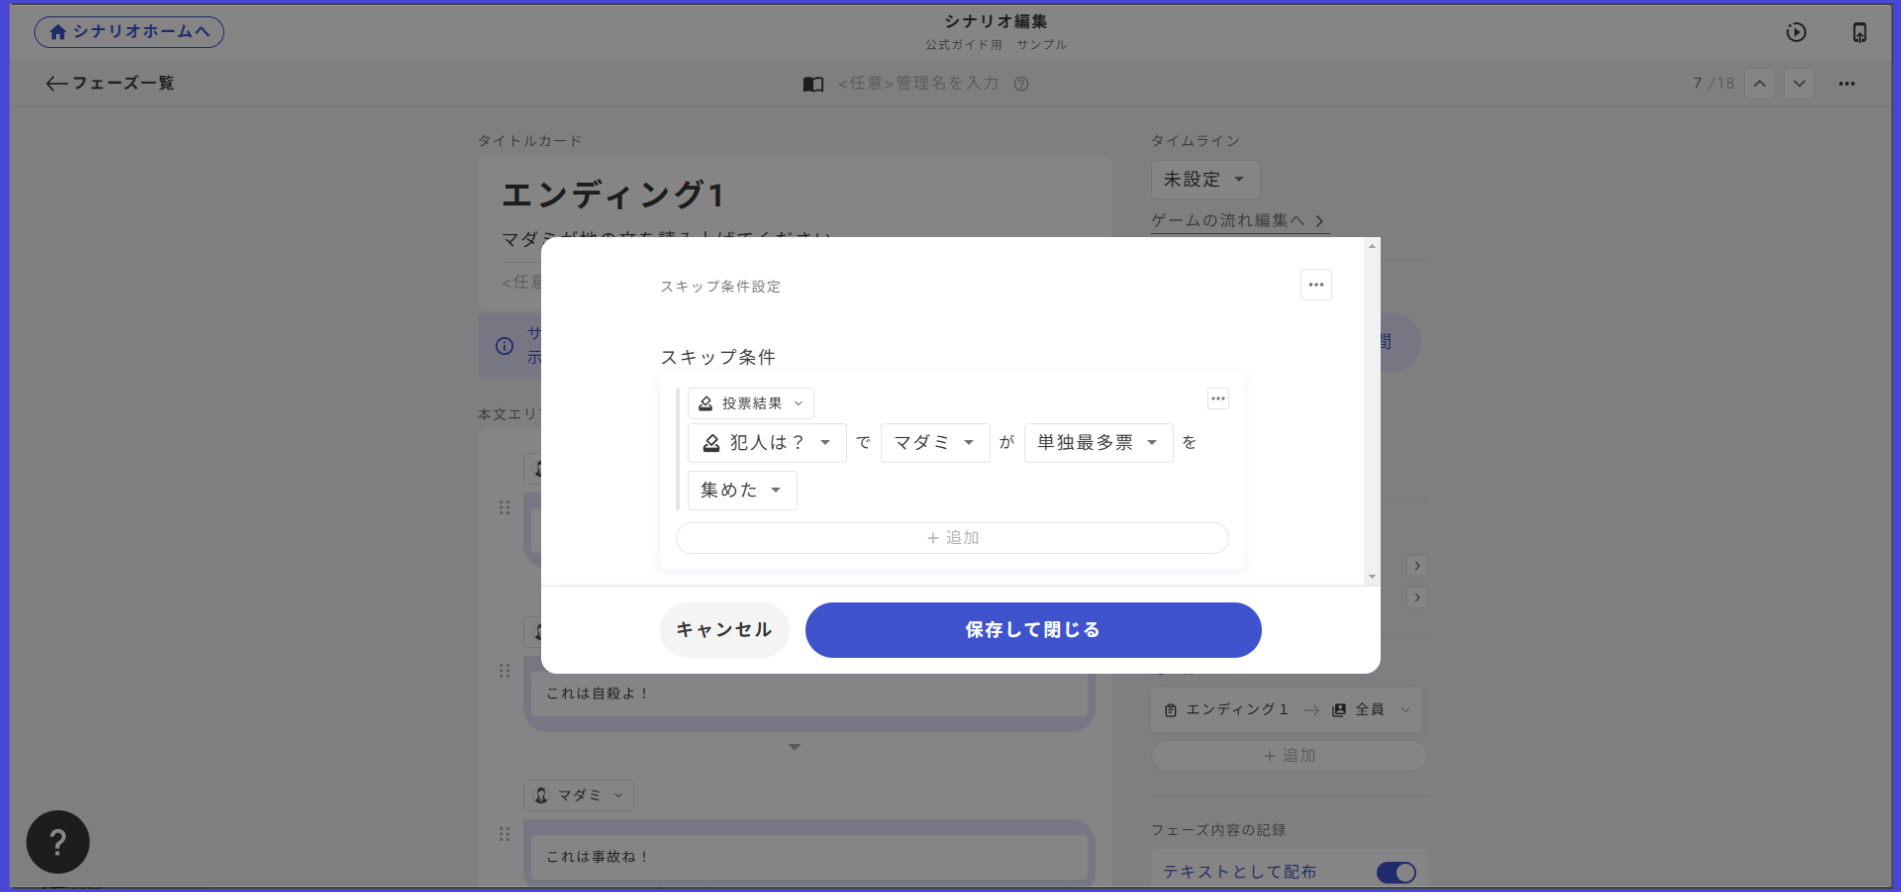 シナリオホームへ
シナリオ編集
公式ガイド用 サンプル
フェーズ一覧
<任意>管理名を入力
7 /18
タイトルカード
エンディング1
<任意
サ
示
本文エリ
タイムライン
未設定
ゲームの流れ編集へ
間
スキップ条件設定
スキップ条件
投票結果
犯人は？ で マダミ が 単独最多票 を
集めた
+ 追加
キャンセル
保存して閉じる
これは自殺よ！
マダミ
これは事故ね！
エンディング１ → 全員
+ 追加
フェーズ内容の記録
テキストとして配布
?